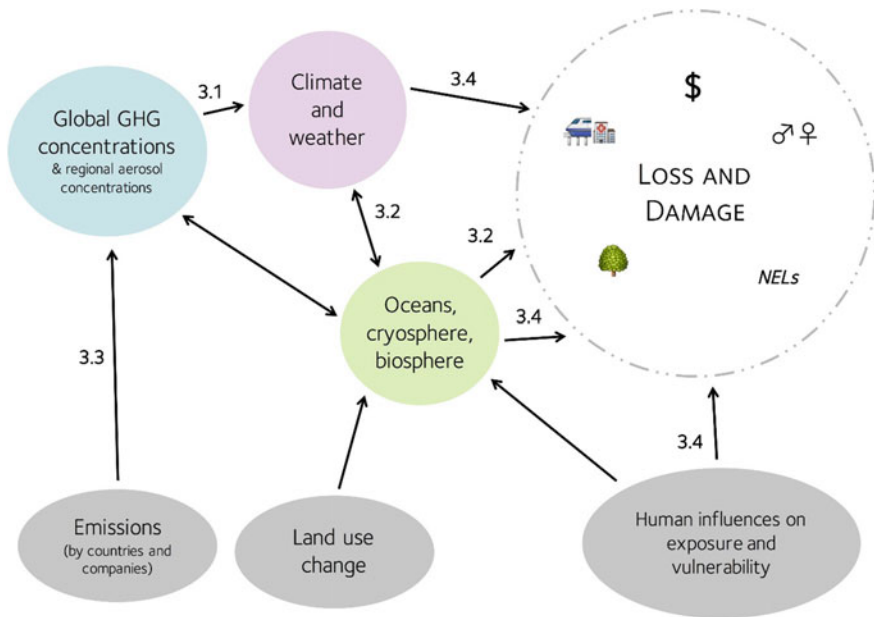 3.1
Climate
and
weather
3.4
Global GHG
concentrations
& regional aerosol
concentrations
$
♂♀
LOSS AND
DAMAGE
NELs
3.2
3.2
Oceans,
cryosphere,
biosphere
3.4
3.3
3.4
Emissions
(by countries and
companies)
Land use
change
Human influences on
exposure and
vulnerability